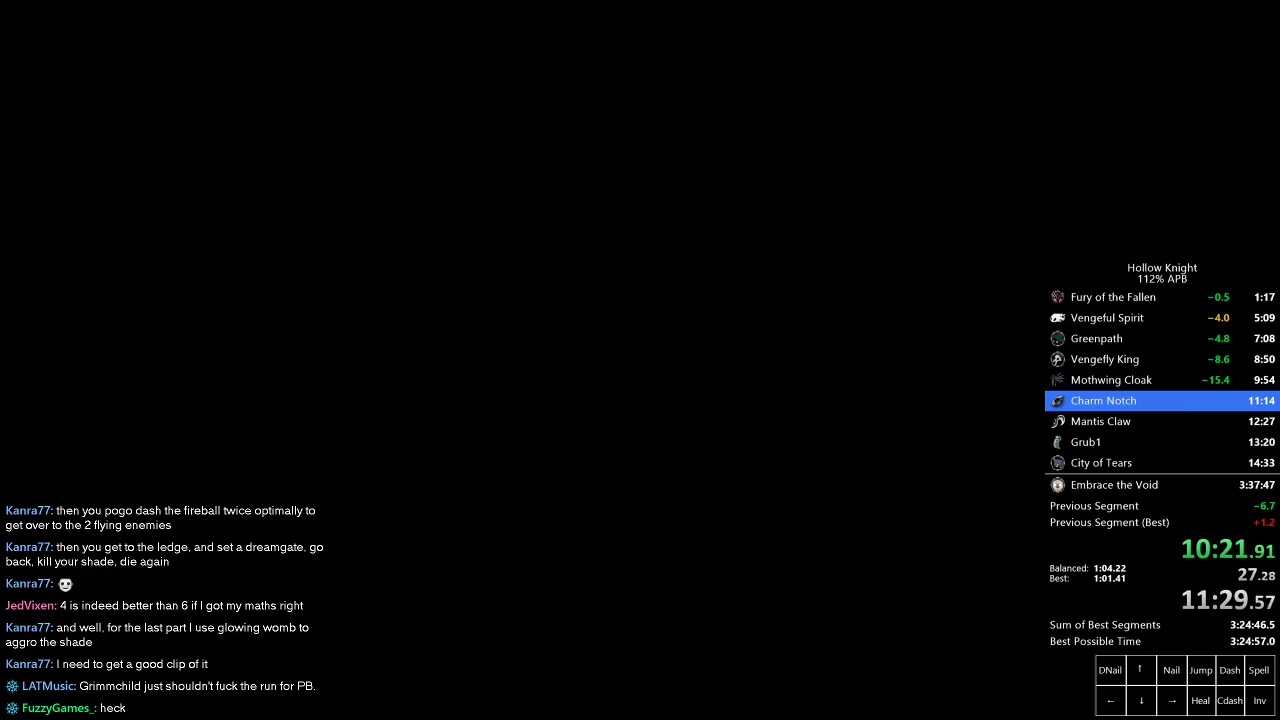 Hollow Knight
112% APB
Fury of the Fallen −0.5 1:17
Vengeful Spirit −4.0 5:09
Greenpath −4.8 7:08
Vengefly King −8.6 8:50
Mothwing Cloak −15.4 9:54
Charm Notch 11:14
Mantis Claw 12:27
Grub1 13:20
City of Tears 14:33
Embrace the Void 3:37:47
Previous Segment −6.7
Previous Segment (Best) +1.2
10:21.91
Balanced: 1:04.22
Best: 1:01.41
27.28
11:29.57
Sum of Best Segments 3:24:46.5
Best Possible Time 3:24:57.0
DNail ↑ Nail Jump Dash Spell
← ↓ → Heal Cdash Inv
Kanra77: then you pogo dash the fireball twice optimally to
get over to the 2 flying enemies
Kanra77: then you get to the ledge, and set a dreamgate, go
back, kill your shade, die again
Kanra77:
JedVixen: 4 is indeed better than 6 if I got my maths right
Kanra77: and well, for the last part I use glowing womb to
aggro the shade
Kanra77: I need to get a good clip of it
LATMusic: Grimmchild just shouldn't fuck the run for PB.
FuzzyGames_: heck